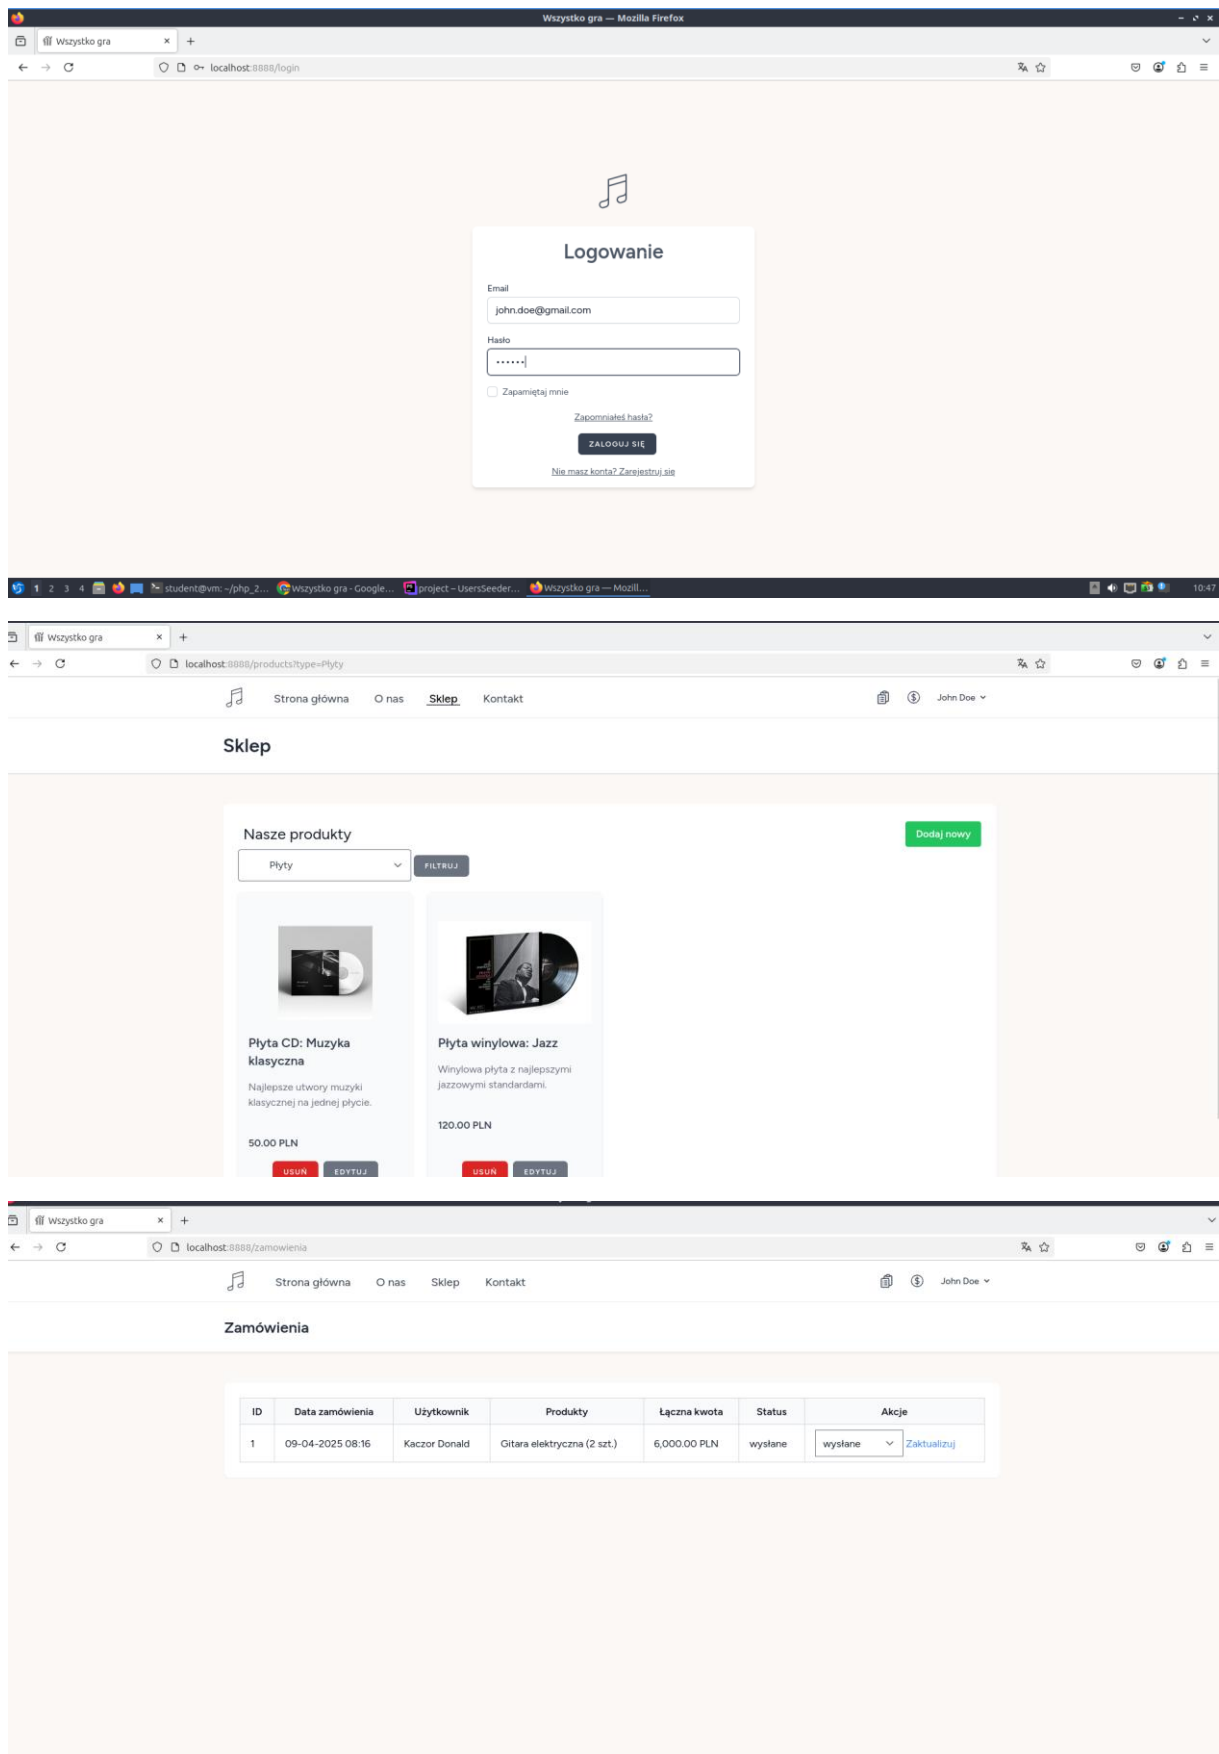 Wszystko gra — Mozilla Firefox
Wszystko gra × +
localhost:8888/login
Logowanie
Email
john.doe@gmail.com
Hasło
••••••
Zapamiętaj mnie
Zapomniałeś hasła?
ZALOGUJ SIĘ
Nie masz konta? Zarejestruj się
1 2 3 4 student@vm: ~/php_2... Wszystko gra - Google... project – UsersSeeder... Wszystko gra — Mozill... 10:47
Wszystko gra × +
localhost:8888/products?type=Płyty
Strona główna O nas Sklep Kontakt John Doe
Sklep
Nasze produkty Dodaj nowy
Płyty FILTRUJ
Płyta CD: Muzyka
klasyczna
Najlepsze utwory muzyki
klasycznej na jednej płycie.
50.00 PLN
USUŃ EDYTUJ
Płyta winylowa: Jazz
Winylowa płyta z najlepszymi
jazzowymi standardami.
120.00 PLN
USUŃ EDYTUJ
Wszystko gra × +
localhost:8888/zamowienia
Strona główna O nas Sklep Kontakt John Doe
Zamówienia
ID Data zamówienia Użytkownik Produkty Łączna kwota Status Akcje
1 09-04-2025 08:16 Kaczor Donald Gitara elektryczna (2 szt.) 6,000.00 PLN wysłane wysłane Zaktualizuj